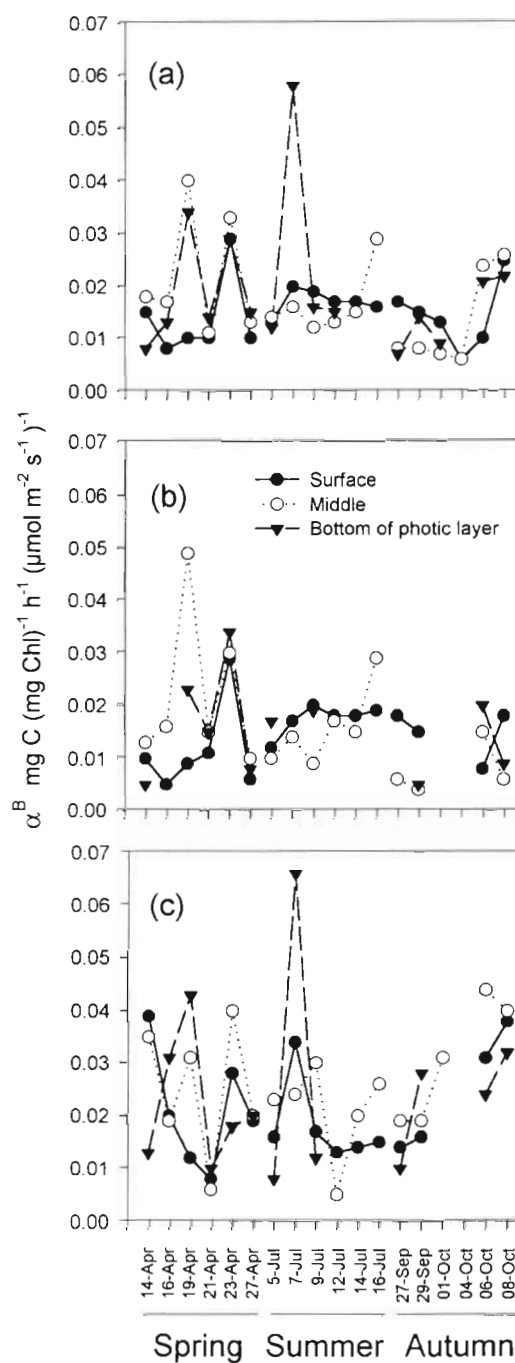 0.07
0.06
0.05
0.04
0.03
0.02
0.01
0.00
(a)
0.07
0.06
0.05
0.04
0.03
0.02
0.01
0.00
(b)
Surface
Middle
Bottom of photic layer
α^B mg C (mg Chl)^-1 h^-1 (µmol m^-2 s^-1 )^-1
0.07
0.06
0.05
0.04
0.03
0.02
0.01
0.00
(c)
14-Apr
16-Apr
19-Apr
21-Apr
23-Apr
27-Apr
5-Jul
7-Jul
9-Jul
12-Jul
14-Jul
16-Jul
27-Sep
29-Sep
01-Oct
04-Oct
06-Oct
08-Oct
Spring Summer Autumn